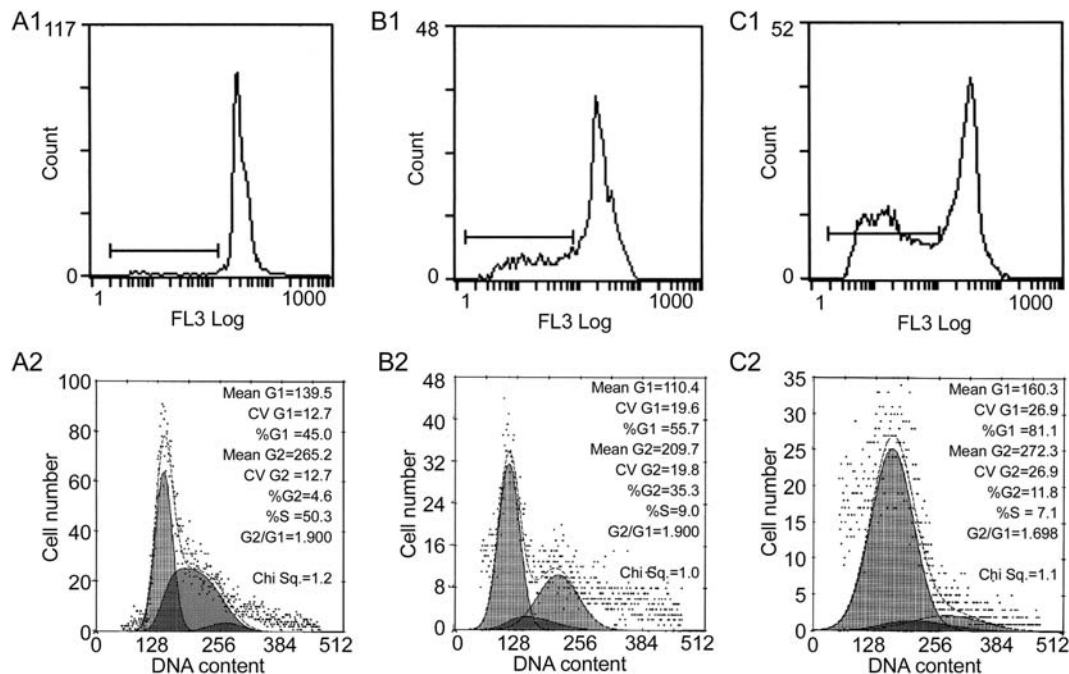 A1
117
Count
0
1
1000
FL3 Log
B1
48
Count
0
1
1000
FL3 Log
C1
52
Count
0
1
1000
FL3 Log
A2
100
80
60
40
20
0
Cell number
Mean G1=139.5
CV G1=12.7
%G1 =45.0
Mean G2=265.2
CV G2 =12.7
%G2=4.6
%S =50.3
G2/G1=1.900
Chi Sq.=1.2
0 128 256 384 512
DNA content
B2
48
40
32
24
16
8
0
Cell number
Mean G1=110.4
CV G1=19.6
%G1 =55.7
Mean G2=209.7
CV G2 =19.8
%G2=35.3
%S=9.0
G2/G1=1.900
Chi Sq.=1.0
0 128 256 384 512
DNA content
C2
35
30
25
20
15
10
5
0
Cell number
Mean G1=160.3
CV G1=26.9
%G1=81.1
Mean G2=272.3
CV G2=26.9
%G2=11.8
%S = 7.1
G2/G1=1.698
Chi Sq.=1.1
0 128 256 384 512
DNA content